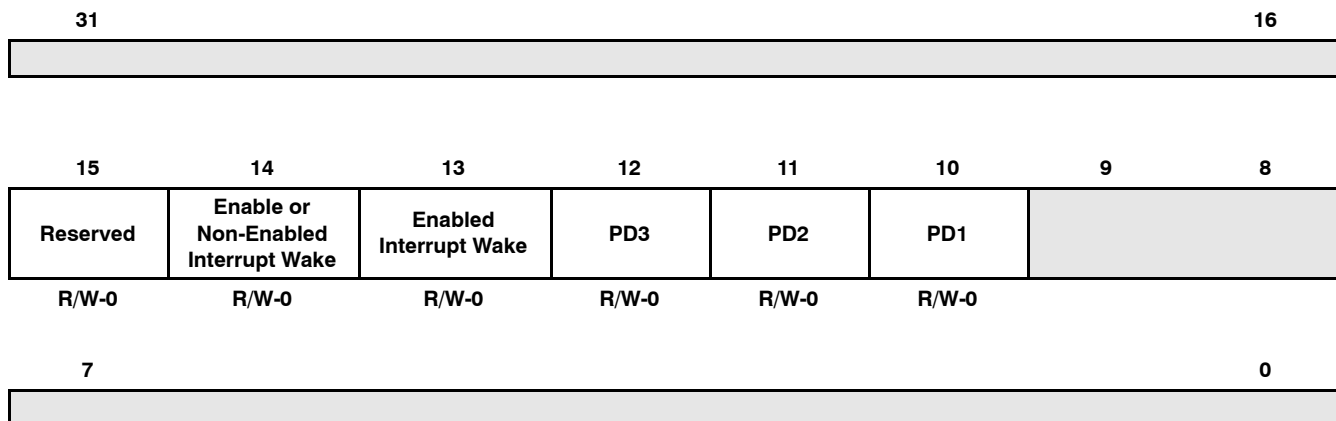 31 16
15 14 13 12 11 10 9 8
Reserved
Enable or
Non-Enabled
Interrupt Wake
Enabled
Interrupt Wake
PD3
PD2
PD1
R/W-0 R/W-0 R/W-0 R/W-0 R/W-0 R/W-0
7 0